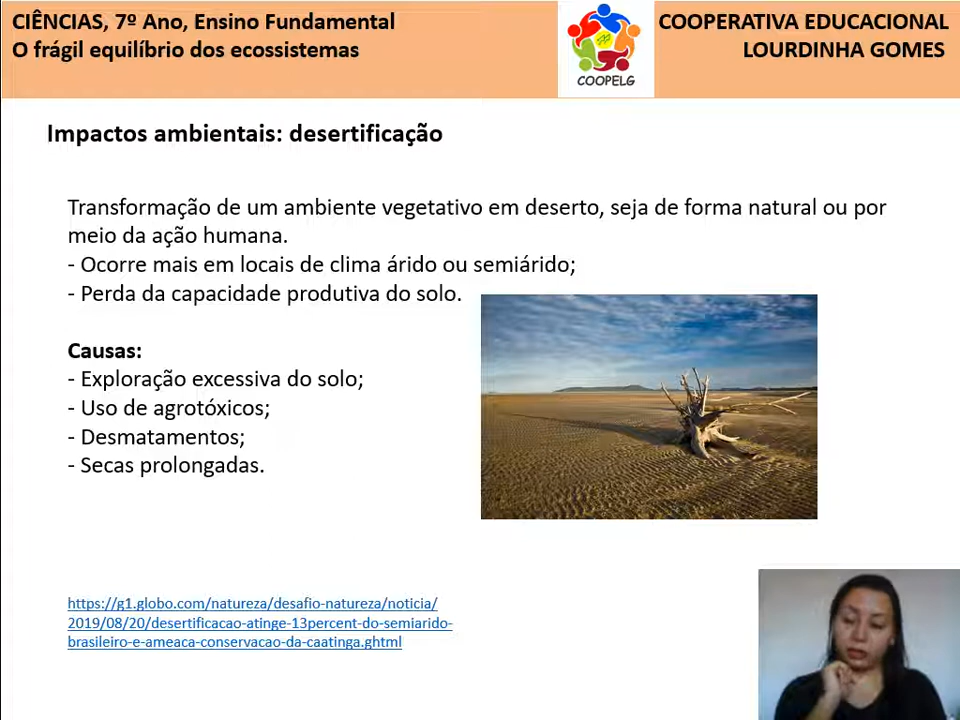 CIÊNCIAS, 7º Ano, Ensino Fundamental
O frágil equilíbrio dos ecossistemas
COOPELG
COOPERATIVA EDUCACIONAL
LOURDINHA GOMES
Impactos ambientais: desertificação
Transformação de um ambiente vegetativo em deserto, seja de forma natural ou por
meio da ação humana.
- Ocorre mais em locais de clima árido ou semiárido;
- Perda da capacidade produtiva do solo.
Causas:
- Exploração excessiva do solo;
- Uso de agrotóxicos;
- Desmatamentos;
- Secas prolongadas.
https://g1.globo.com/natureza/desafio-natureza/noticia/
2019/08/20/desertificacao-atinge-13percent-do-semiarido-
brasileiro-e-ameaca-conservacao-da-caatinga.ghtml